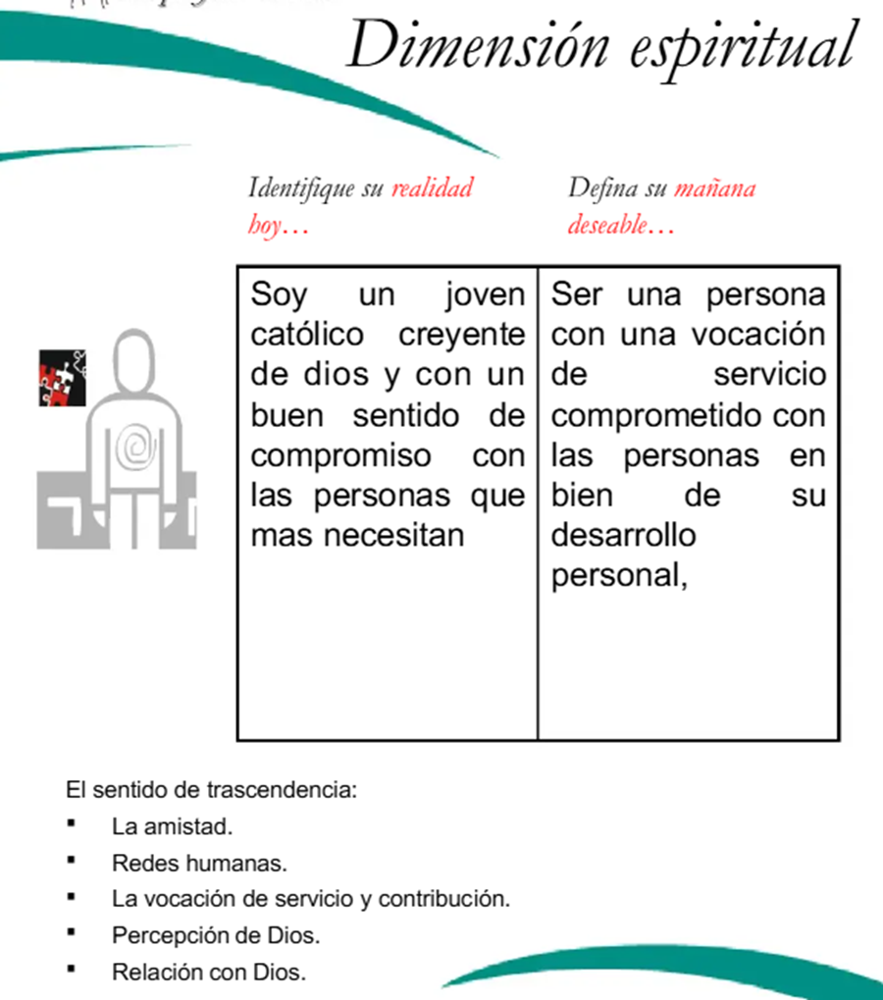 Dimensión espiritual
Identifique su realidad
hoy...
Defina su mañana
deseable...
Soy un joven
católico creyente
de dios y con un
buen sentido de
compromiso con
las personas que
mas necesitan
Ser una persona
con una vocación
de servicio
comprometido con
las personas en
bien de su
desarrollo
personal,
El sentido de trascendencia:
▪ La amistad.
▪ Redes humanas.
▪ La vocación de servicio y contribución.
▪ Percepción de Dios.
▪ Relación con Dios.